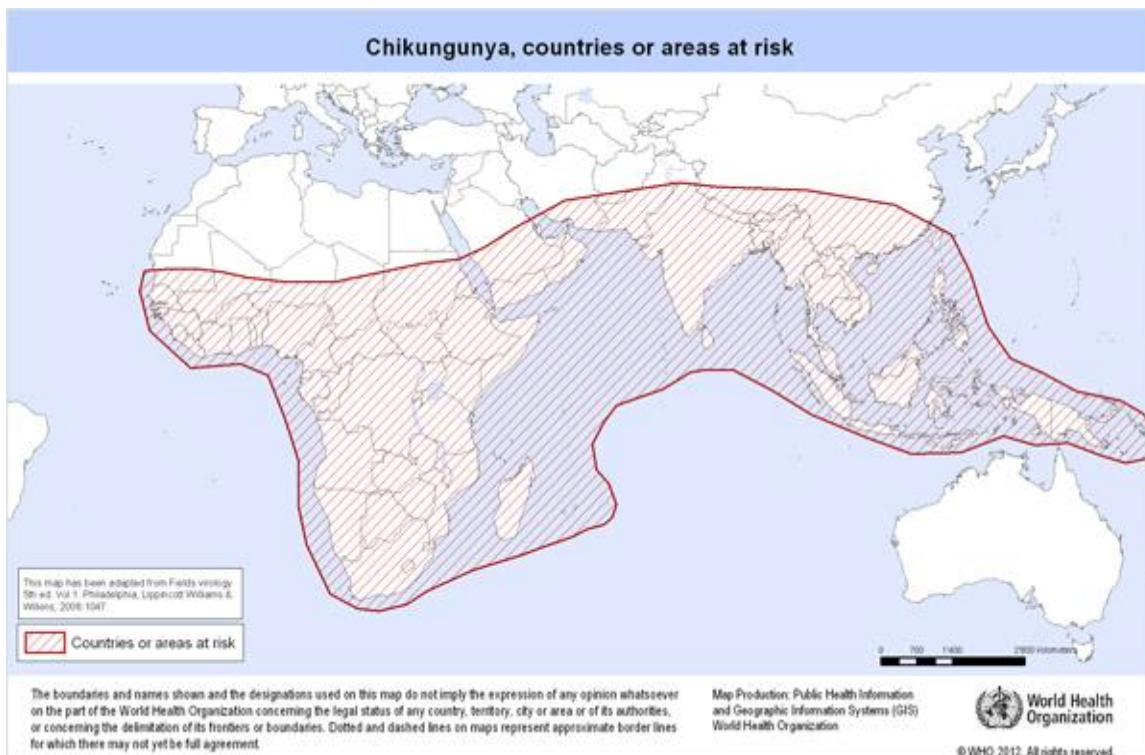 Chikungunya, countries or areas at risk
This map has been adapted from Fields virology
5th ed. Vol 1. Philadelphia, Lippincott Williams &
Wilkins, 2006:1047.
Countries or areas at risk
0 700 1'400 2'800 Kilometers
The boundaries and names shown and the designations used on this map do not imply the expression of any opinion whatsoever
on the part of the World Health Organization concerning the legal status of any country, territory, city or area or of its authorities,
or concerning the delimitation of its frontiers or boundaries. Dotted and dashed lines on maps represent approximate border lines
for which there may not yet be full agreement.
Map Production: Public Health Information
and Geographic Information Systems (GIS)
World Health Organization
World Health
Organization
© WHO 2012. All rights reserved.